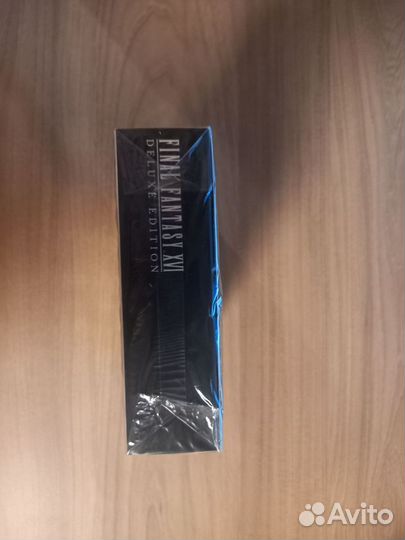 FINAL FANTASY XVI
DELUXE EDITION
Avito